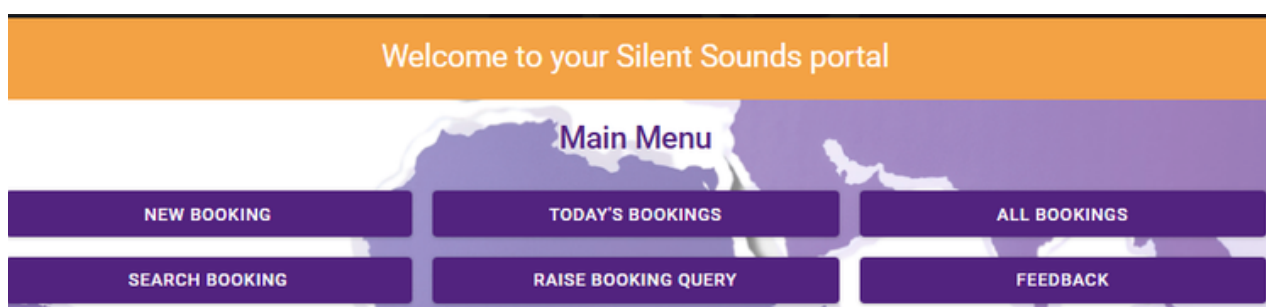 Welcome to your Silent Sounds portal
Main Menu
NEW BOOKING
TODAY'S BOOKINGS
ALL BOOKINGS
SEARCH BOOKING
RAISE BOOKING QUERY
FEEDBACK